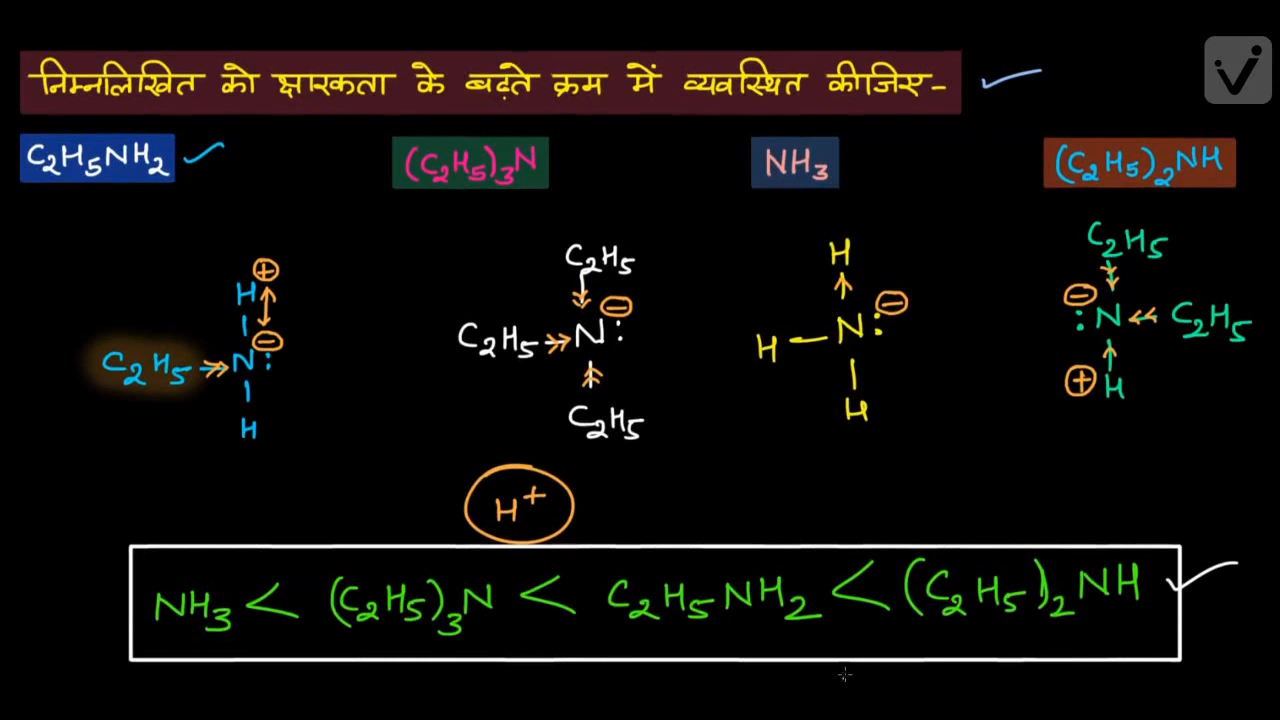 निम्नलिखित को क्षारकता के बढ़ते क्रम में व्यवस्थित कीजिए-
C₂H₅NH₂ (C₂H₅)₃N NH₃ (C₂H₅)₂NH
C₂H₅ H C₂H₅
⊕ H ⊖ ⊖ ⊖
C₂H₅ N: C₂H₅ N: H N: :N C₂H₅
H C₂H₅ H ⊕ H
H⁺
NH₃ < (C₂H₅)₃N < C₂H₅NH₂ < (C₂H₅)₂NH